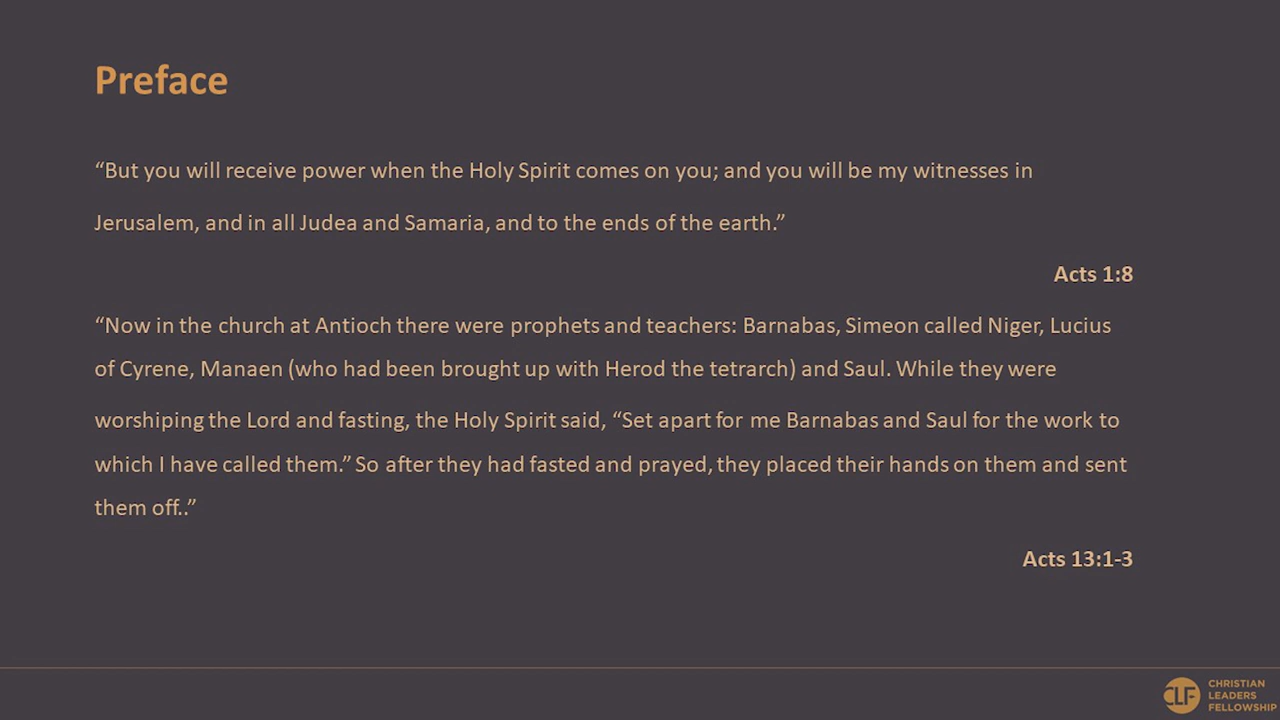 Preface
“But you will receive power when the Holy Spirit comes on you; and you will be my witnesses in
Jerusalem, and in all Judea and Samaria, and to the ends of the earth.”
Acts 1:8
“Now in the church at Antioch there were prophets and teachers: Barnabas, Simeon called Niger, Lucius
of Cyrene, Manaen (who had been brought up with Herod the tetrarch) and Saul. While they were
worshiping the Lord and fasting, the Holy Spirit said, “Set apart for me Barnabas and Saul for the work to
which I have called them.” So after they had fasted and prayed, they placed their hands on them and sent
them off..”
Acts 13:1-3
CLF
CHRISTIAN
LEADERS
FELLOWSHIP